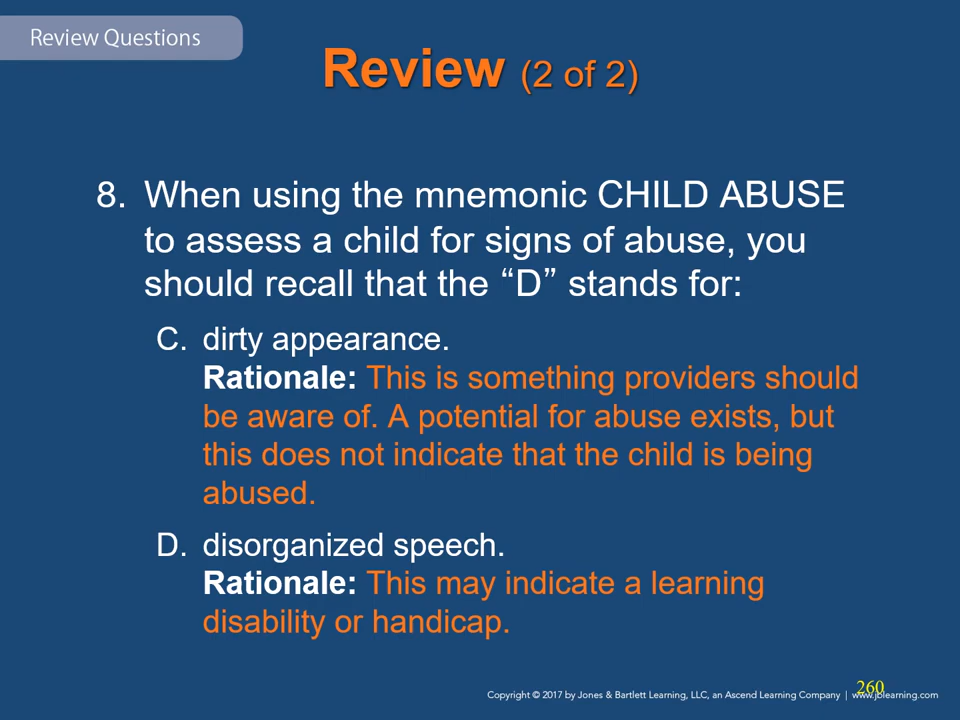 Review Questions
Review (2 of 2)
8. When using the mnemonic CHILD ABUSE
to assess a child for signs of abuse, you
should recall that the “D” stands for:
C. dirty appearance.
Rationale: This is something providers should
be aware of. A potential for abuse exists, but
this does not indicate that the child is being
abused.
D. disorganized speech.
Rationale: This may indicate a learning
disability or handicap.
260
Copyright © 2017 by Jones & Bartlett Learning, LLC, an Ascend Learning Company | www.jblearning.com